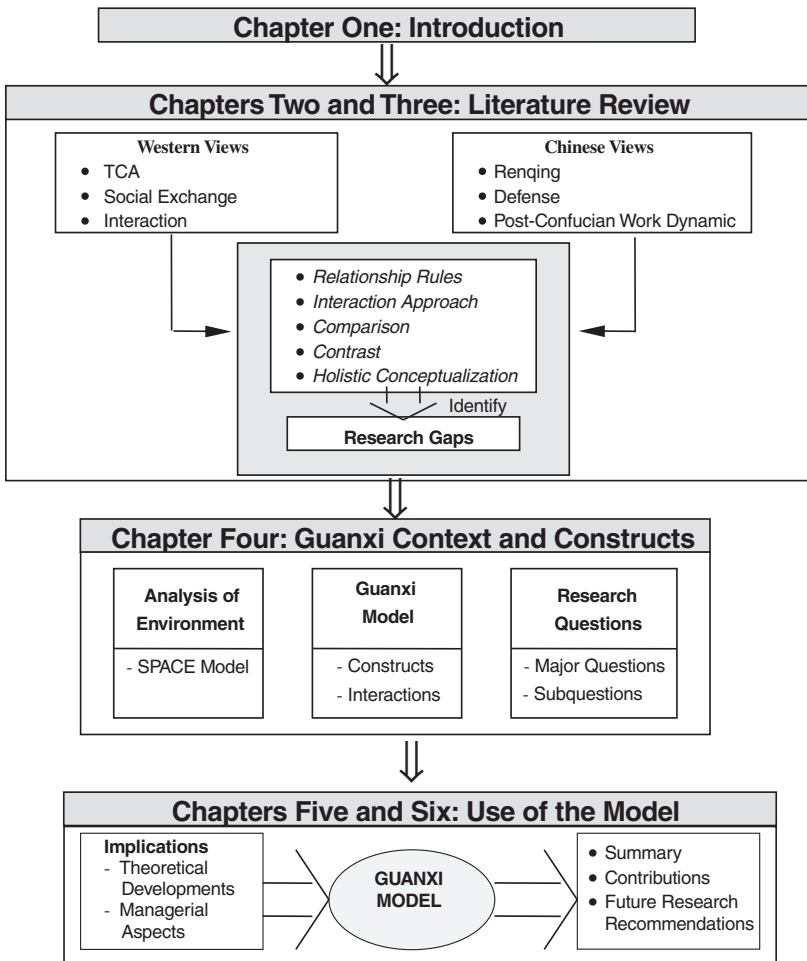 Chapter One: Introduction
Chapters Two and Three: Literature Review
Western Views
• TCA
• Social Exchange
• Interaction
Chinese Views
• Renqing
• Defense
• Post-Confucian Work Dynamic
• Relationship Rules
• Interaction Approach
• Comparison
• Contrast
• Holistic Conceptualization
Identify
Research Gaps
Chapter Four: Guanxi Context and Constructs
Analysis of
Environment
- SPACE Model
Guanxi
Model
- Constructs
- Interactions
Research
Questions
- Major Questions
- Subquestions
Chapters Five and Six: Use of the Model
Implications
- Theoretical
Developments
- Managerial
Aspects
GUANXI
MODEL
• Summary
• Contributions
• Future Research
Recommendations